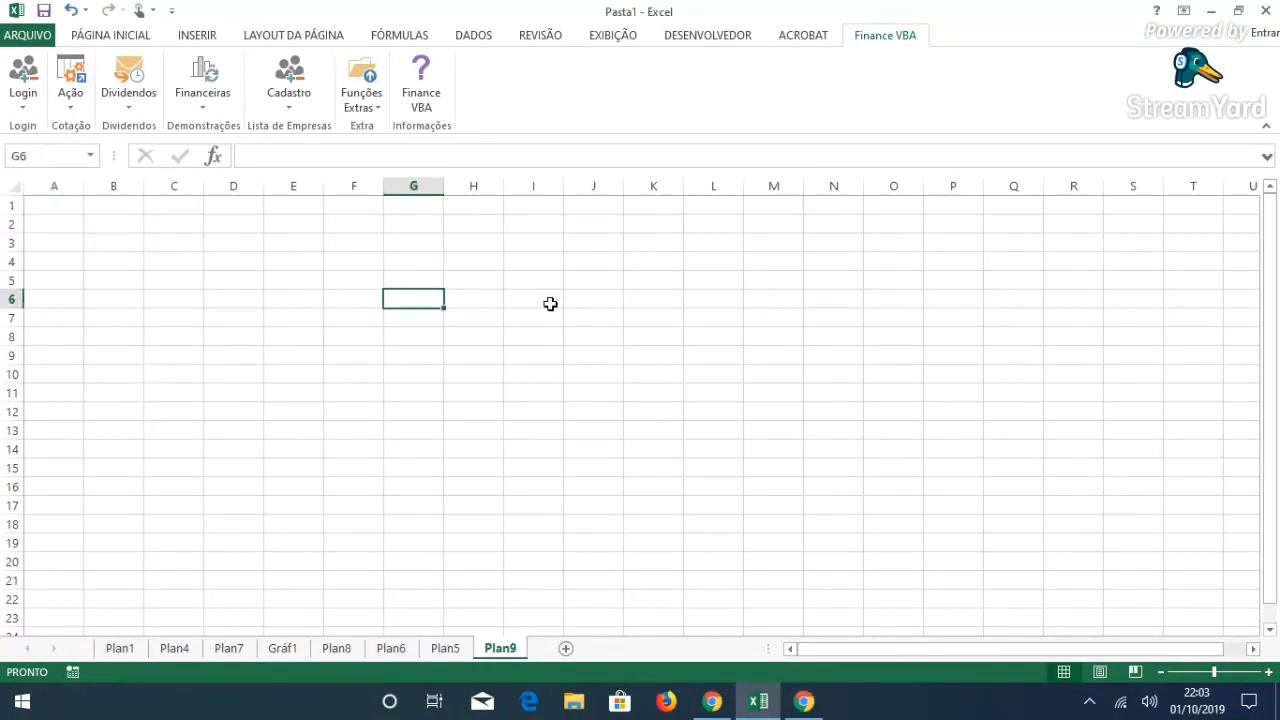 Pasta1 - Excel
?
Powered by
StreamYard
Entrar
ARQUIVO PÁGINA INICIAL INSERIR LAYOUT DA PÁGINA FÓRMULAS DADOS REVISÃO EXIBIÇÃO DESENVOLVEDOR ACROBAT Finance VBA
Login
Ação
Dividendos
Financeiras
Cadastro
Funções Extras
Finance VBA
Login Cotação Dividendos Demonstrações Lista de Empresas Extra Informações
G6
fx
A B C D E F G H I J K L M N O P Q R S T U
1
2
3
4
5
6
7
8
9
10
11
12
13
14
15
16
17
18
19
20
21
22
23
24
Plan1 Plan4 Plan7 Gráf1 Plan8 Plan6 Plan5 Plan9
PRONTO
22:03
01/10/2019